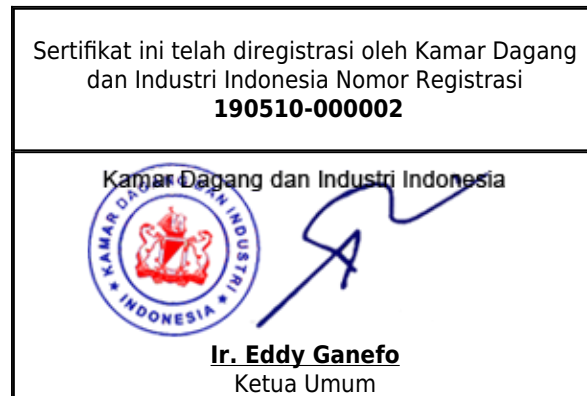 Sertifikat ini telah diregistrasi oleh Kamar Dagang
dan Industri Indonesia Nomor Registrasi
190510-000002
Kamar Dagang dan Industri Indonesia
KAMAR DAGANG DAN INDUSTRI
INDONESIA
Ir. Eddy Ganefo
Ketua Umum